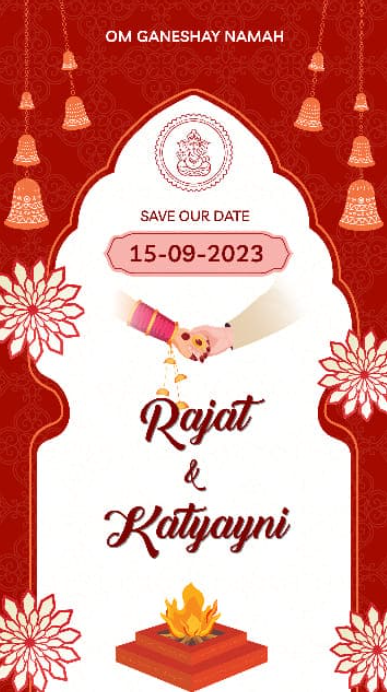 OM GANESHAY NAMAH
SAVE OUR DATE
15-09-2023
Rajat
&
Katyayni